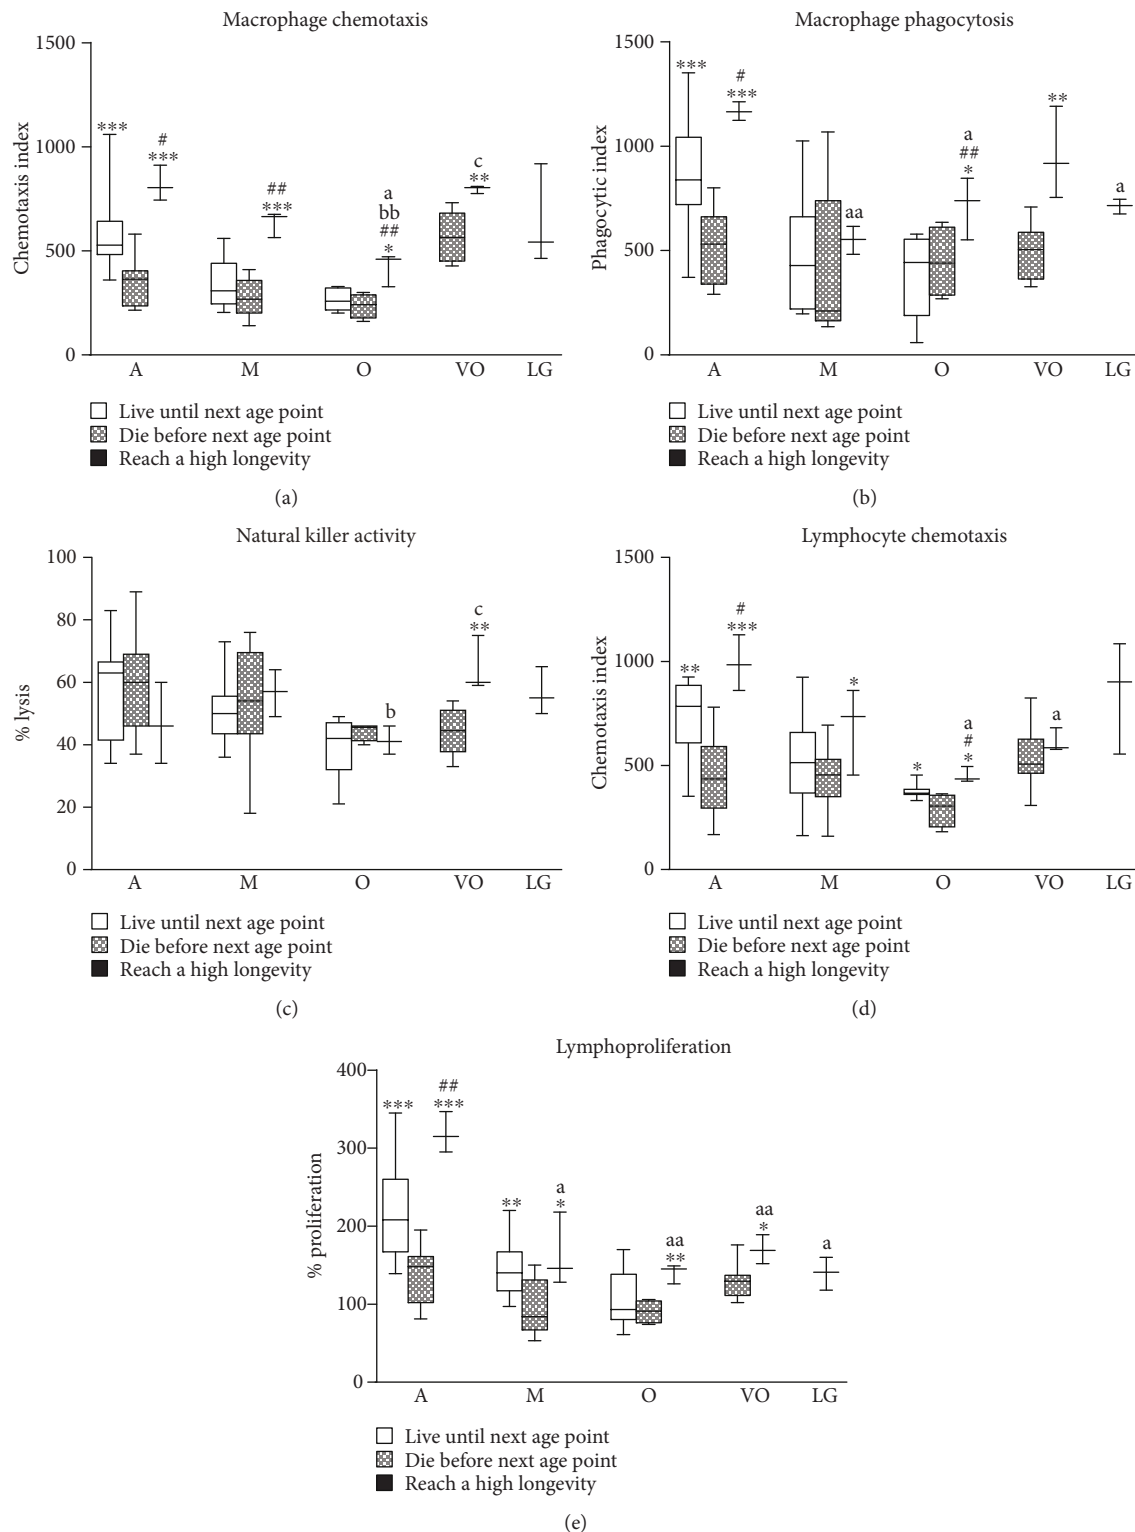 Macrophage chemotaxis
1500
1000
500
0
Chemotaxis index
***
#
***
##
***
a
bb
##
*
c
**
A M O VO LG
Live until next age point
Die before next age point
Reach a high longevity
(a)
Macrophage phagocytosis
1500
1000
500
0
Phagocytic index
***
#
***
aa
a
##
*
**
a
A M O VO LG
Live until next age point
Die before next age point
Reach a high longevity
(b)
Natural killer activity
100
80
60
40
20
0
% lysis
b
c
**
A M O VO LG
Live until next age point
Die before next age point
Reach a high longevity
(c)
Lymphocyte chemotaxis
1500
1000
500
0
Chemotaxis index
**
#
***
*
*
a
#
*
a
A M O VO LG
Live until next age point
Die before next age point
Reach a high longevity
(d)
Lymphoproliferation
400
300
200
100
0
% proliferation
***
##
***
**
a
*
aa
**
aa
*
a
A M O VO LG
Live until next age point
Die before next age point
Reach a high longevity
(e)